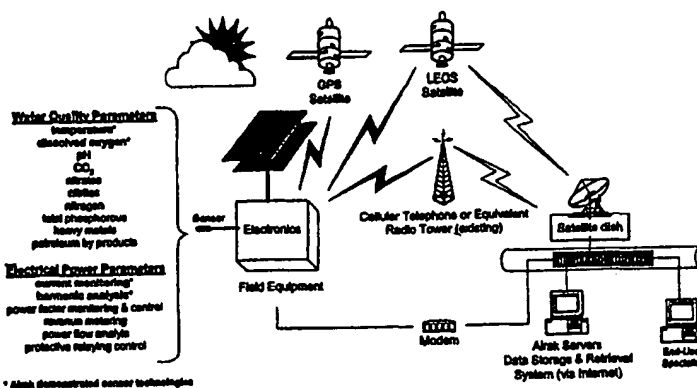 GPS
Satellite
LEOS
Satellite
Water Quality Parameters
temperature*
dissolved oxygen*
pH
CO2
nitrates
nitrites
nitrogen
total phosphorous
heavy metals
petroleum by products
Electrical Power Parameters
current monitoring*
harmonic analysis*
power factor monitoring & control
revenue metering
power flow analyis
protective relaying control
* Airak demonstrated sensor technologies
Sensor
Electronics
Field Equipment
Cellular Telephone or Equivalent
Radio Tower (existing)
Satellite dish
Modem
Airak Servers
Data Storage & Retrieval
System (via Internet)